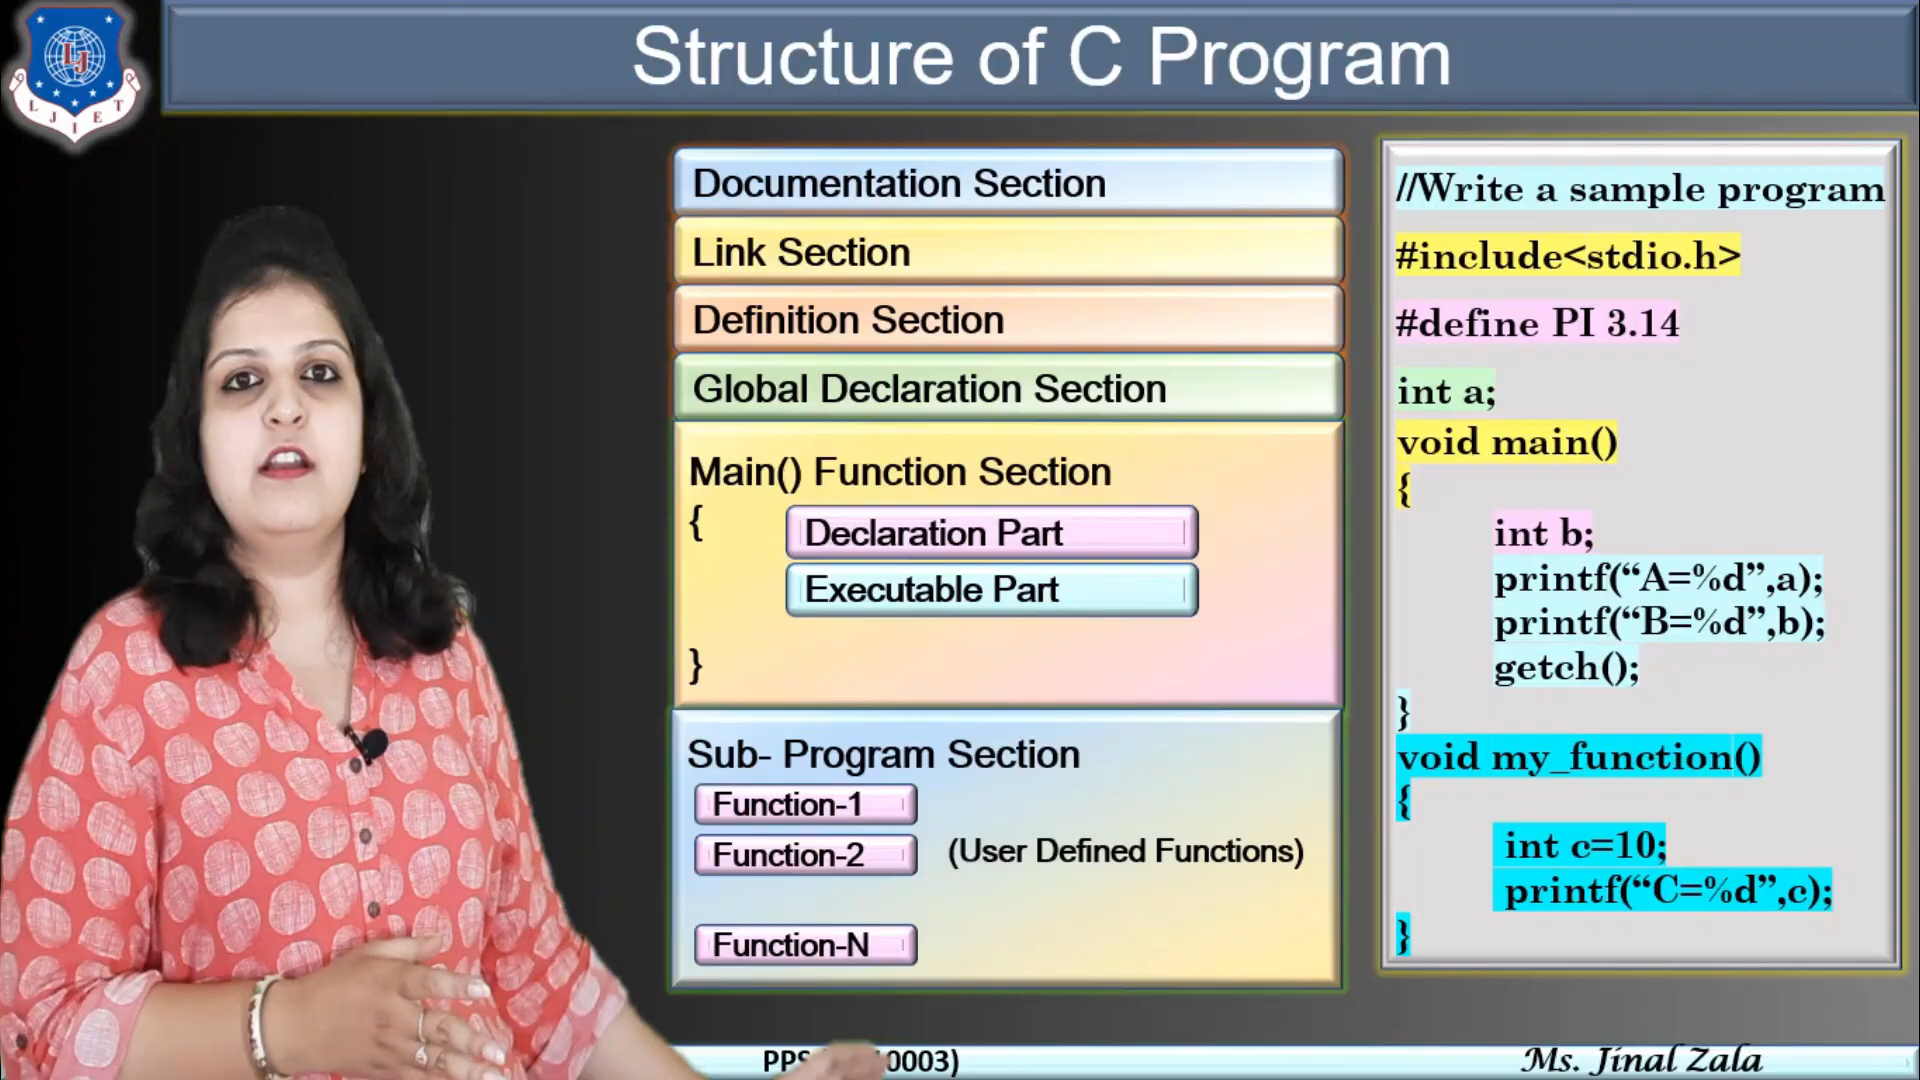 Structure of C Program
L J I E T
LJ
Documentation Section
Link Section
Definition Section
Global Declaration Section
Main() Function Section
{
Declaration Part
Executable Part
}
Sub- Program Section
Function-1
Function-2
(User Defined Functions)
Function-N
//Write a sample program
#include<stdio.h>
#define PI 3.14
int a;
void main()
{
int b;
printf(“A=%d”,a);
printf(“B=%d”,b);
getch();
}
void my_function()
{
int c=10;
printf(“C=%d”,c);
}
PPS 0003)
Ms. Jinal Zala